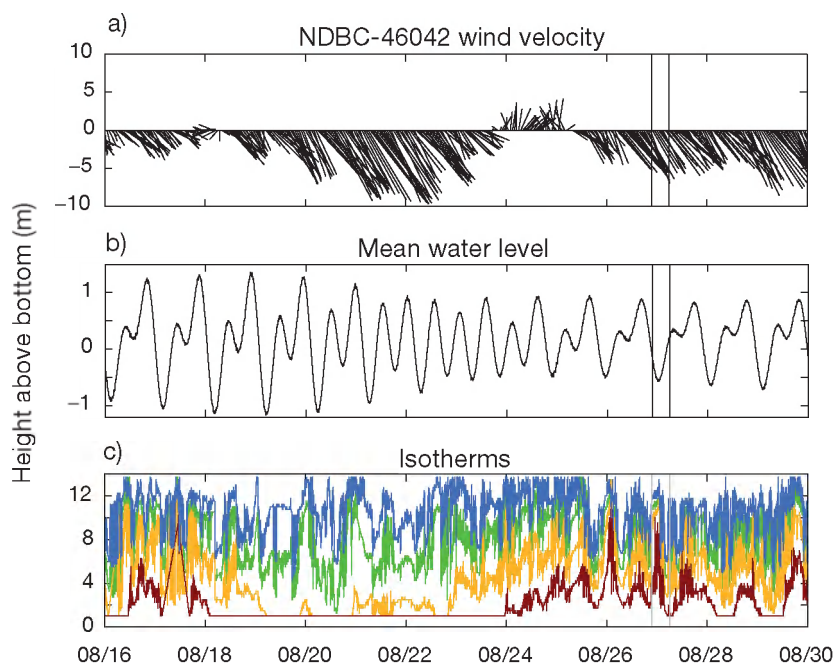 a)
NDBC-46042 wind velocity
10
5
0
−5
−10
b)
Mean water level
1
0
−1
Height above bottom (m)
c)
Isotherms
12
8
4
0
08/16 08/18 08/20 08/22 08/24 08/26 08/28 08/30